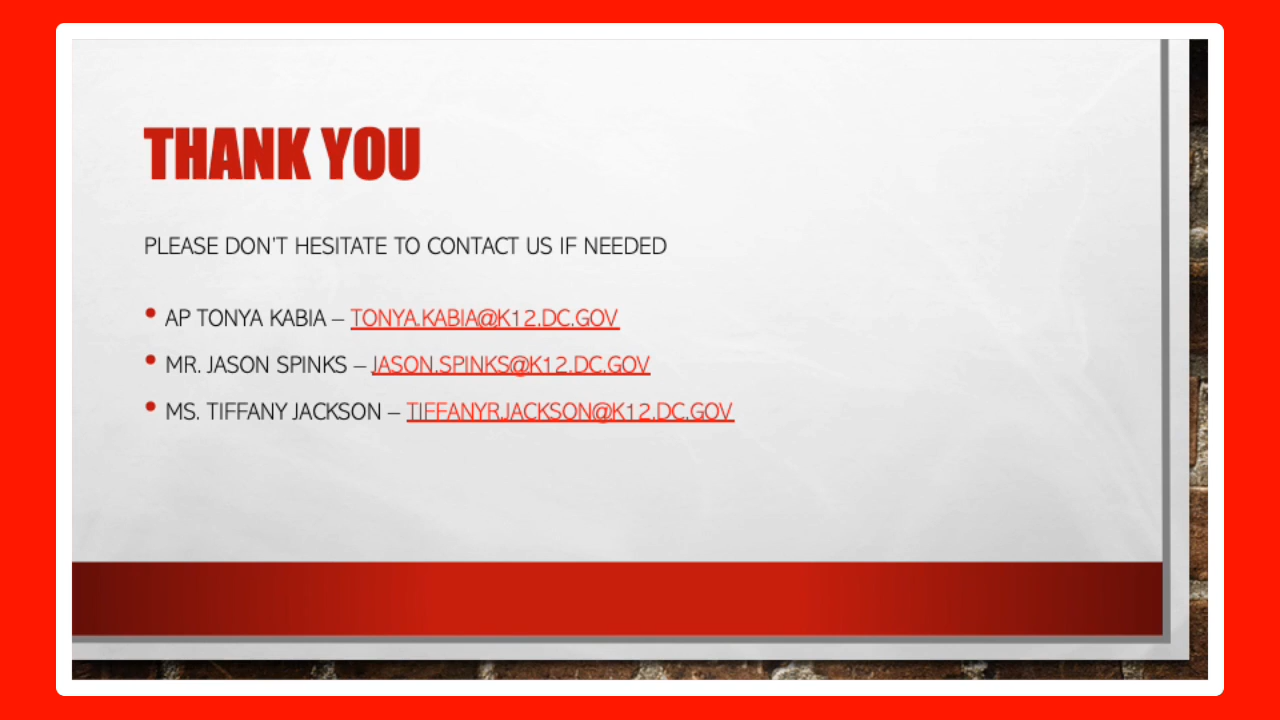 THANK YOU
PLEASE DON'T HESITATE TO CONTACT US IF NEEDED
• AP TONYA KABIA – TONYA.KABIA@K12.DC.GOV
• MR. JASON SPINKS – JASON.SPINKS@K12.DC.GOV
• MS. TIFFANY JACKSON – TIFFANYR.JACKSON@K12.DC.GOV